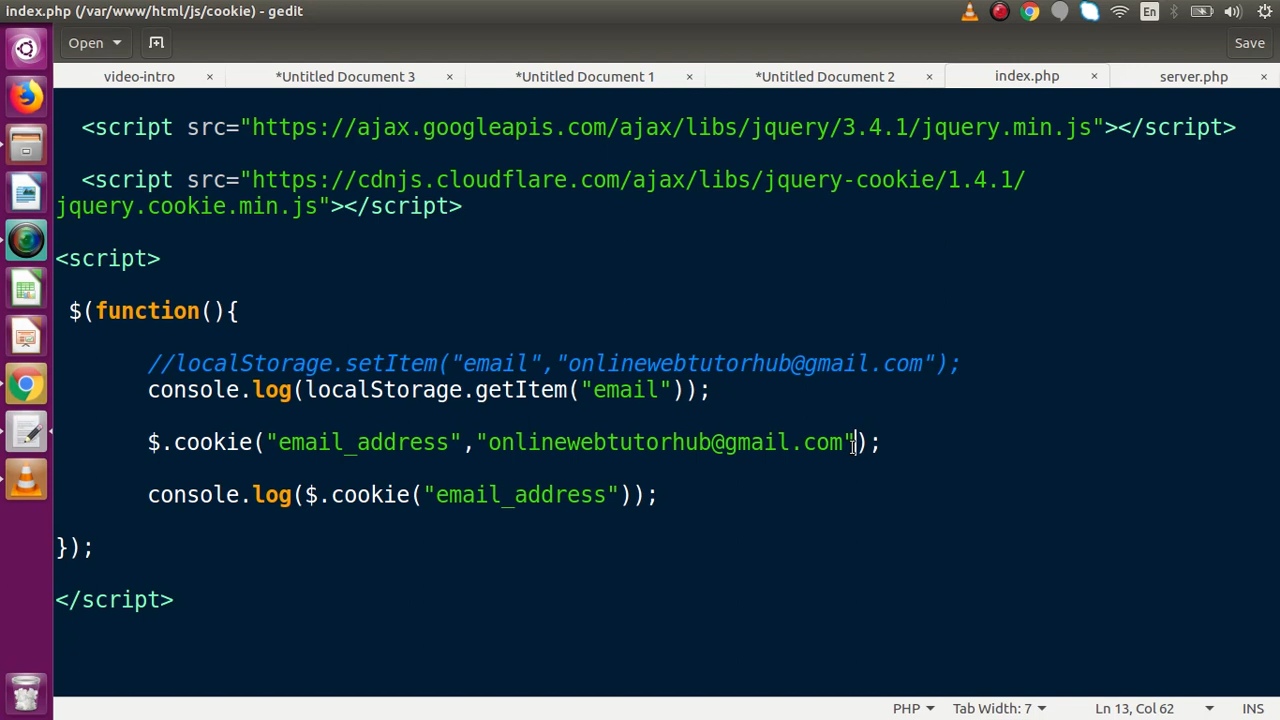 index.php (/var/www/html/js/cookie) - gedit
En
Open
Save
video-intro × *Untitled Document 3 × *Untitled Document 1 × *Untitled Document 2 × index.php × server.php ×
<script src="https://ajax.googleapis.com/ajax/libs/jquery/3.4.1/jquery.min.js"></script>
<script src="https://cdnjs.cloudflare.com/ajax/libs/jquery-cookie/1.4.1/
jquery.cookie.min.js"></script>
<script>
$(function(){
//localStorage.setItem("email","onlinewebtutorhub@gmail.com");
console.log(localStorage.getItem("email"));
$.cookie("email_address","onlinewebtutorhub@gmail.com");
console.log($.cookie("email_address"));
});
</script>
PHP Tab Width: 7 Ln 13, Col 62 INS